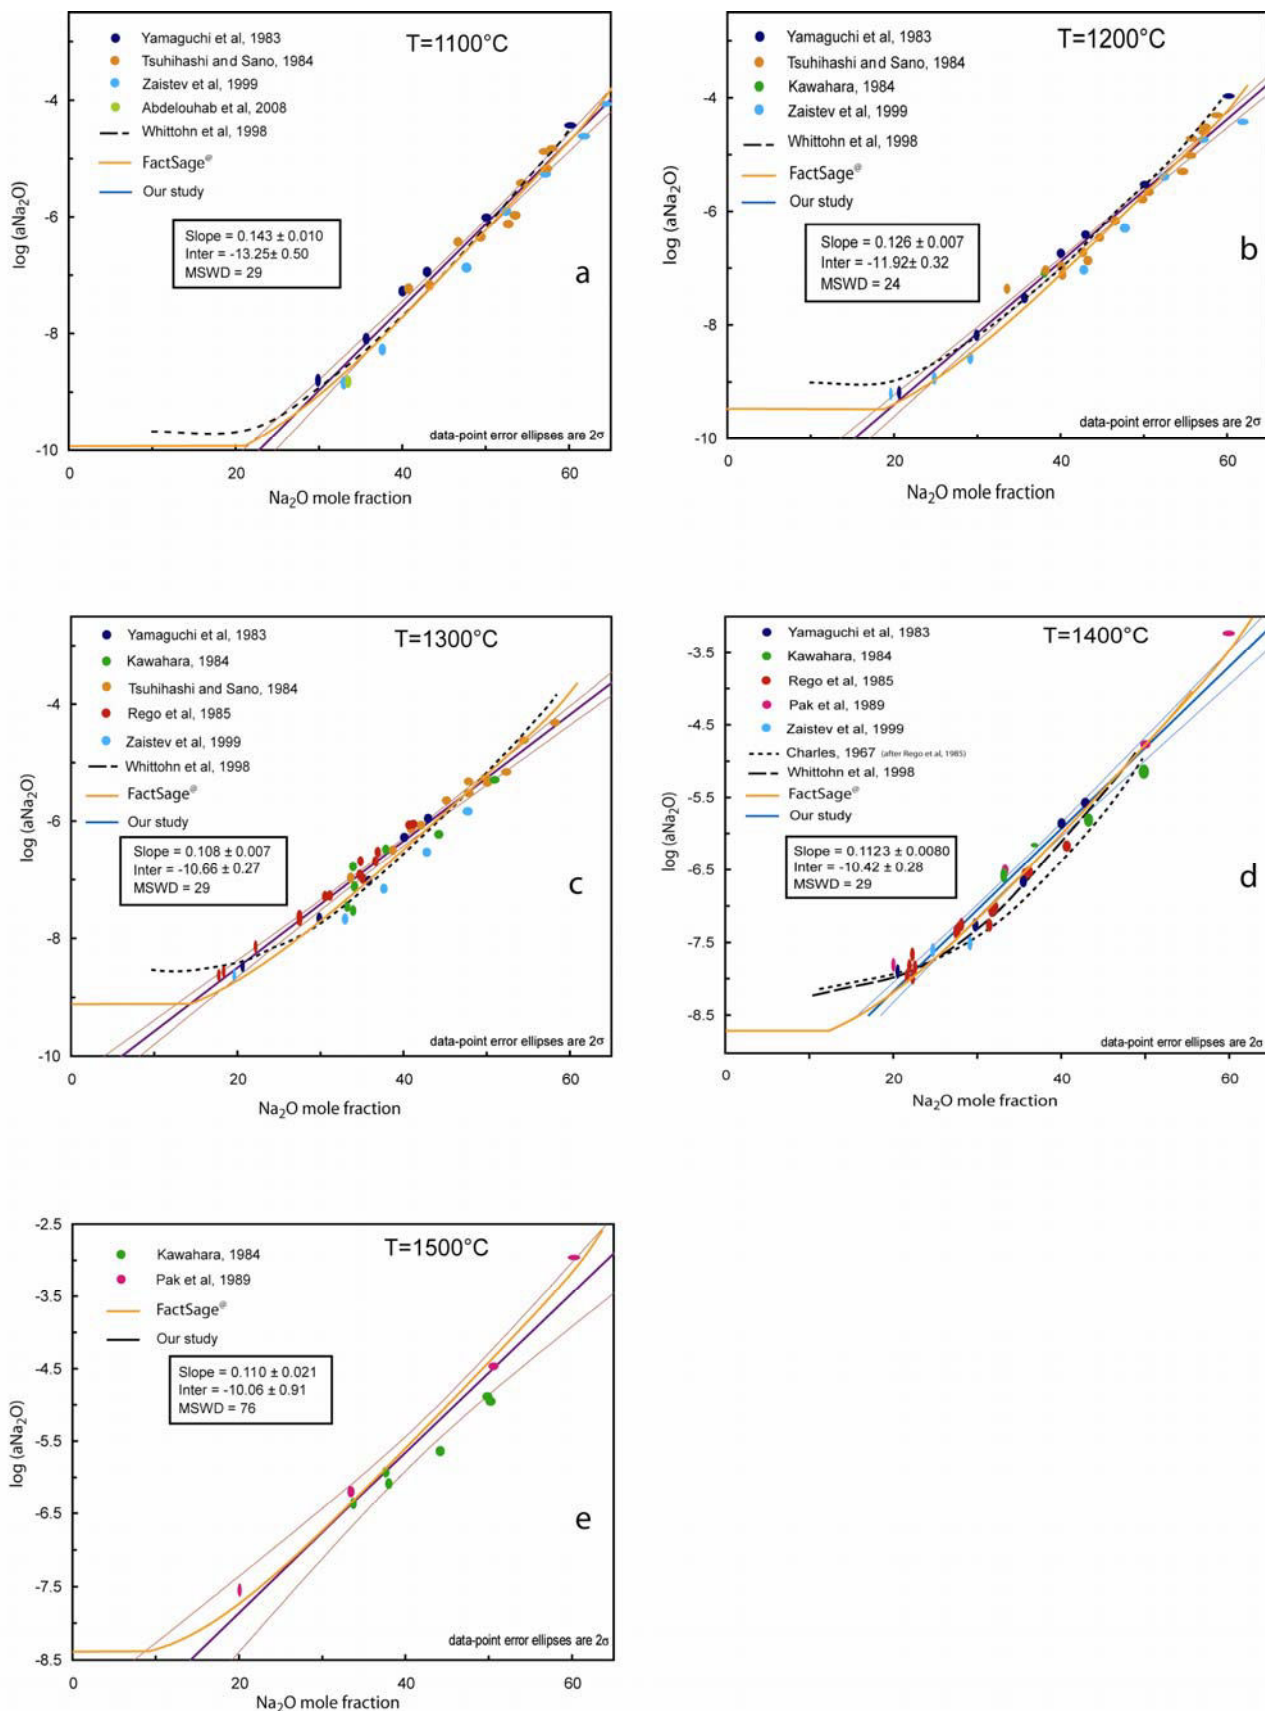 Yamaguchi et al, 1983
Tsuhihashi and Sano, 1984
Zaistev et al, 1999
Abdelouhab et al, 2008
Whittohn et al, 1998
FactSage@
Our study
T=1100°C
Slope = 0.143 ± 0.010
Inter = -13.25± 0.50
MSWD = 29
a
log (aNa₂O)
-4
-6
-8
-10
data-point error ellipses are 2σ
0 20 40 60
Na₂O mole fraction
Yamaguchi et al, 1983
Tsuhihashi and Sano, 1984
Kawahara, 1984
Zaistev et al, 1999
Whittohn et al, 1998
FactSage@
Our study
T=1200°C
Slope = 0.126 ± 0.007
Inter = -11.92± 0.32
MSWD = 24
b
log (aNa₂O)
-4
-6
-8
-10
data-point error ellipses are 2σ
0 20 40 60
Na₂O mole fraction
Yamaguchi et al, 1983
Kawahara, 1984
Tsuhihashi and Sano, 1984
Rego et al, 1985
Zaistev et al, 1999
Whittohn et al, 1998
FactSage@
Our study
T=1300°C
Slope = 0.108 ± 0.007
Inter = -10.66 ± 0.27
MSWD = 29
c
log (aNa₂O)
-4
-6
-8
-10
data-point error ellipses are 2σ
0 20 40 60
Na₂O mole fraction
Yamaguchi et al, 1983
Kawahara, 1984
Rego et al, 1985
Pak et al, 1989
Zaistev et al, 1999
Charles, 1967 (after Rego et al, 1985)
Whittohn et al, 1998
FactSage@
Our study
T=1400°C
Slope = 0.1123 ± 0.0080
Inter = -10.42 ± 0.28
MSWD = 29
d
log (aNa₂O)
-3.5
-4.5
-5.5
-6.5
-7.5
-8.5
data-point error ellipses are 2σ
0 20 40 60
Na₂O mole fraction
Kawahara, 1984
Pak et al, 1989
FactSage@
Our study
T=1500°C
Slope = 0.110 ± 0.021
Inter = -10.06 ± 0.91
MSWD = 76
e
log (aNa₂O)
-2.5
-3.5
-4.5
-5.5
-6.5
-7.5
-8.5
data-point error ellipses are 2σ
0 20 40 60
Na₂O mole fraction